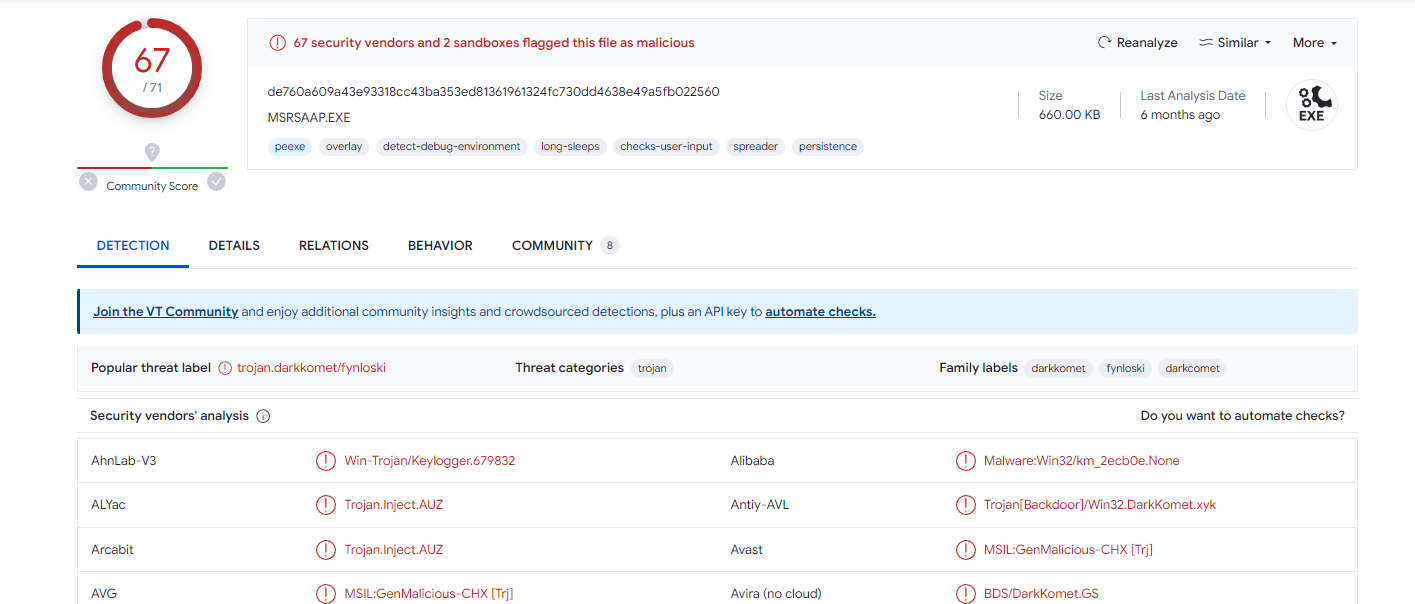 67
/ 71
Community Score
67 security vendors and 2 sandboxes flagged this file as malicious
Reanalyze Similar More
de760a609a43e93318cc43ba353ed81361961324fc730dd4638e49a5fb022560
MSRSAAP.EXE
peexe overlay detect-debug-environment long-sleeps checks-user-input spreader persistence
Size
660.00 KB
Last Analysis Date
6 months ago
EXE
DETECTION DETAILS RELATIONS BEHAVIOR COMMUNITY 8
Join the VT Community and enjoy additional community insights and crowdsourced detections, plus an API key to automate checks.
Popular threat label trojan.darkkomet/fynloski Threat categories trojan Family labels darkkomet fynloski darkcomet
Security vendors' analysis Do you want to automate checks?
AhnLab-V3 Win-Trojan/Keylogger.679832 Alibaba Malware:Win32/km_2ecb0e.None
ALYac Trojan.Inject.AUZ Antiy-AVL Trojan[Backdoor]/Win32.DarkKomet.xyk
Arcabit Trojan.Inject.AUZ Avast MSIL:GenMalicious-CHX [Trj]
AVG MSIL:GenMalicious-CHX [Trj] Avira (no cloud) BDS/DarkKomet.GS